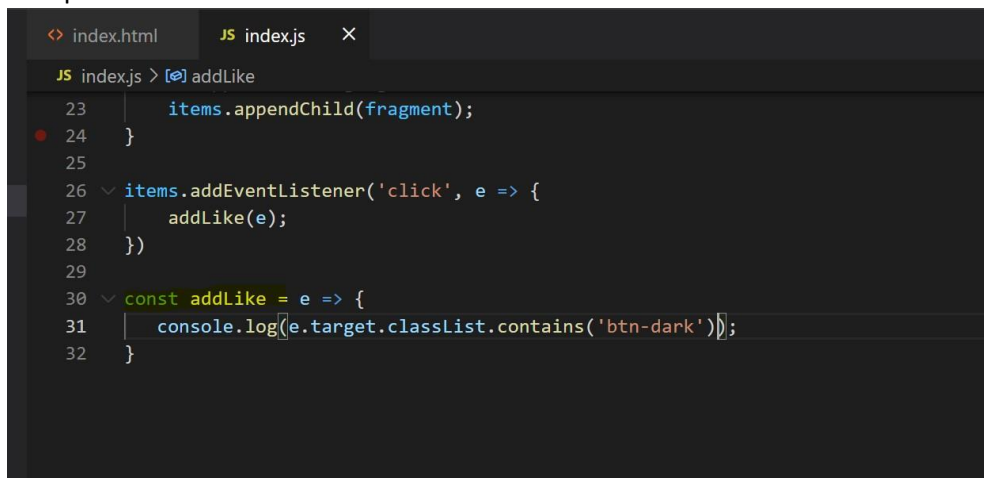 index.html JS index.js
JS index.js > addLike
23 items.appendChild(fragment);
24 }
25
26 items.addEventListener('click', e => {
27 addLike(e);
28 })
29
30 const addLike = e => {
31 console.log(e.target.classList.contains('btn-dark'));
32 }